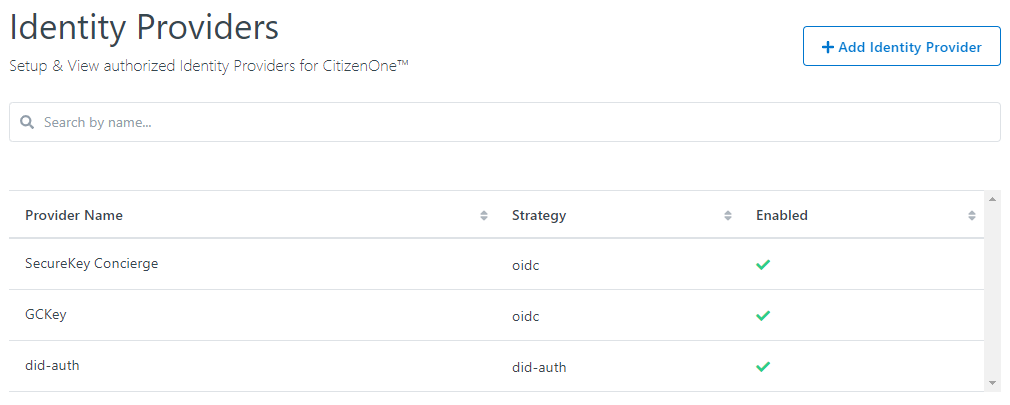 Identity Providers
Add Identity Provider
Setup & View authorized Identity Providers for CitizenOne™
Search by name...
Provider Name Strategy Enabled
SecureKey Concierge oidc
GCKey oidc
did-auth did-auth